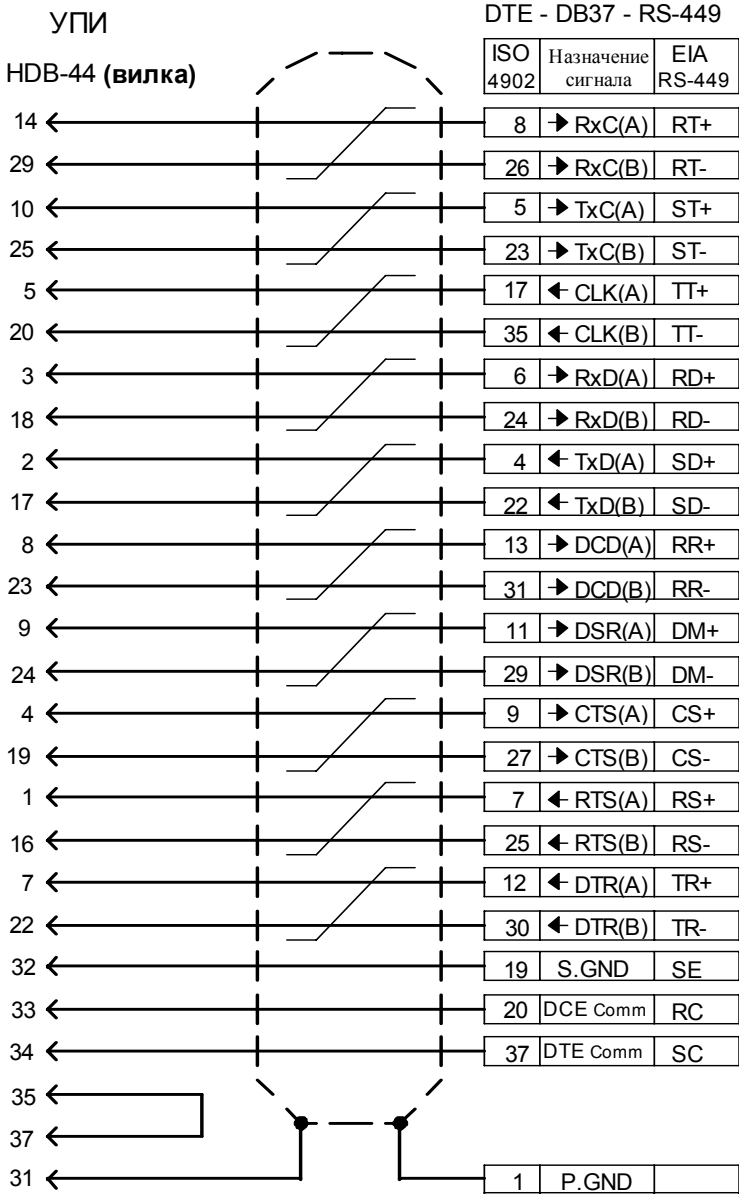 УПИ
DTE - DB37 - RS-449
HDB-44 (вилка)
ISO 4902 Назначение сигнала EIA RS-449
14 8 RxC(A) RT+
29 26 RxC(B) RT-
10 5 TxC(A) ST+
25 23 TxC(B) ST-
5 17 CLK(A) TT+
20 35 CLK(B) TT-
3 6 RxD(A) RD+
18 24 RxD(B) RD-
2 4 TxD(A) SD+
17 22 TxD(B) SD-
8 13 DCD(A) RR+
23 31 DCD(B) RR-
9 11 DSR(A) DM+
24 29 DSR(B) DM-
4 9 CTS(A) CS+
19 27 CTS(B) CS-
1 7 RTS(A) RS+
16 25 RTS(B) RS-
7 12 DTR(A) TR+
22 30 DTR(B) TR-
32 19 S.GND SE
33 20 DCE Comm RC
34 37 DTE Comm SC
35
37
31 1 P.GND